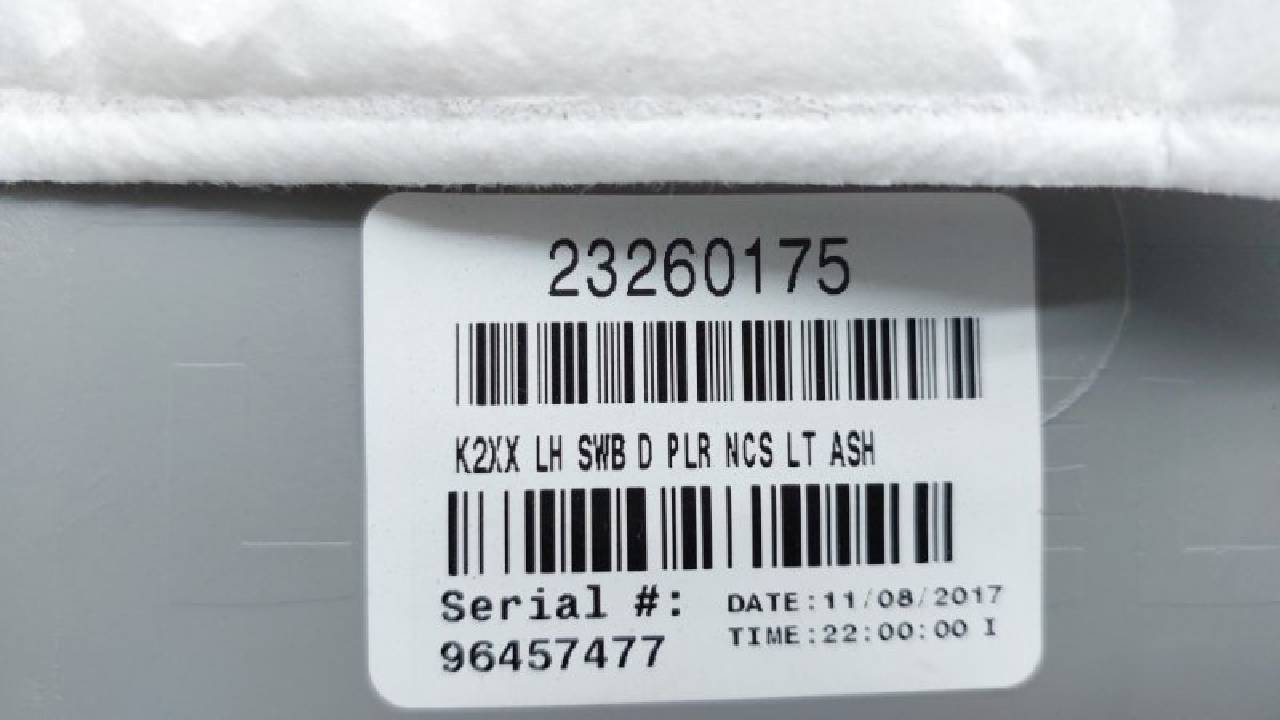 23260175
K2XX LH SWB D PLR NCS LT ASH
Serial #:
96457477
DATE:11/08/2017
TIME:22:00:00 I